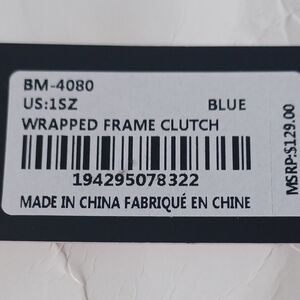 BM-4080
US:1SZ BLUE
WRAPPED FRAME CLUTCH
194295078322
MADE IN CHINA FABRIQUÉ EN CHINE
MSRP:$129.00